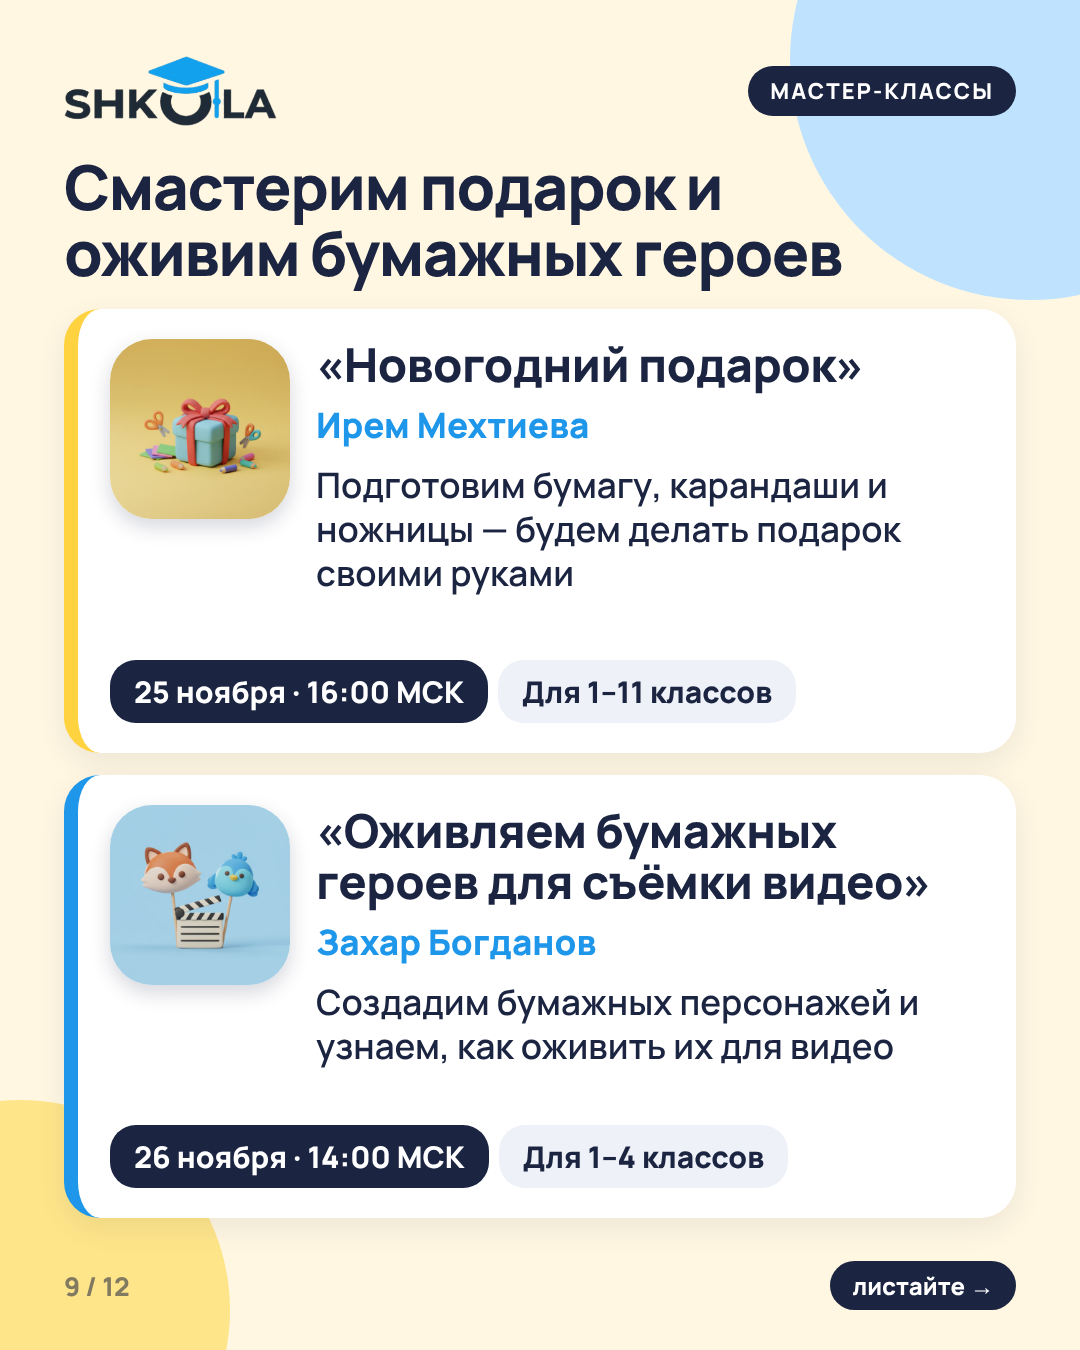 SHKOLA
МАСТЕР-КЛАССЫ
Смастерим подарок и
оживим бумажных героев
«Новогодний подарок»
Ирем Мехтиева
Подготовим бумагу, карандаши и
ножницы — будем делать подарок
своими руками
25 ноября · 16:00 МСК
Для 1–11 классов
«Оживляем бумажных
героев для съёмки видео»
Захар Богданов
Создадим бумажных персонажей и
узнаем, как оживить их для видео
26 ноября · 14:00 МСК
Для 1–4 классов
9 / 12
листайте →